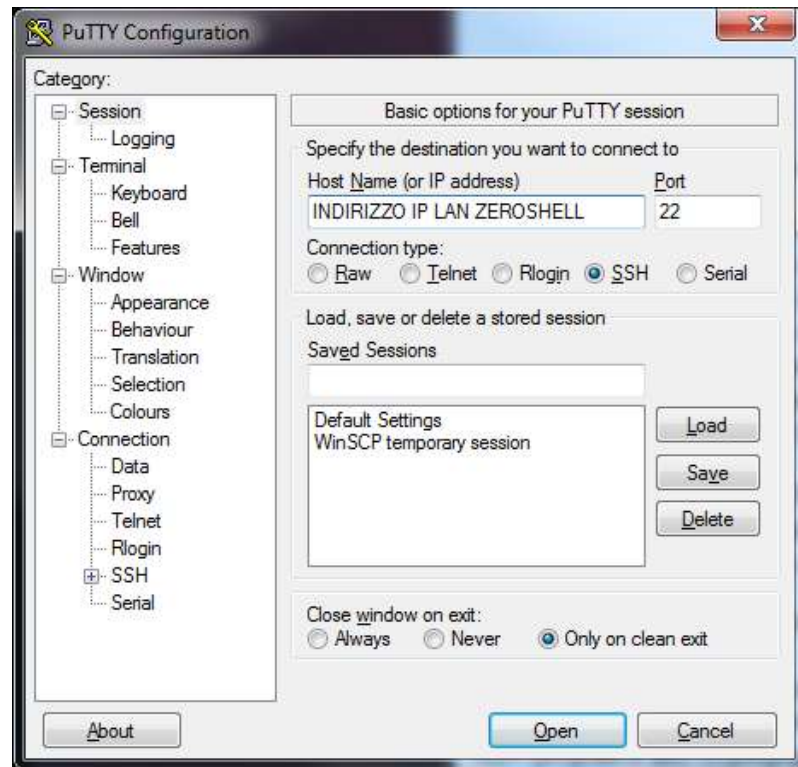 PuTTY Configuration
Category:
Session
Logging
Terminal
Keyboard
Bell
Features
Window
Appearance
Behaviour
Translation
Selection
Colours
Connection
Data
Proxy
Telnet
Rlogin
SSH
Serial
Basic options for your PuTTY session
Specify the destination you want to connect to
Host Name (or IP address) Port
INDIRIZZO IP LAN ZEROSHELL 22
Connection type:
Raw Telnet Rlogin SSH Serial
Load, save or delete a stored session
Saved Sessions
Default Settings
WinSCP temporary session
Load
Save
Delete
Close window on exit:
Always Never Only on clean exit
About Open Cancel